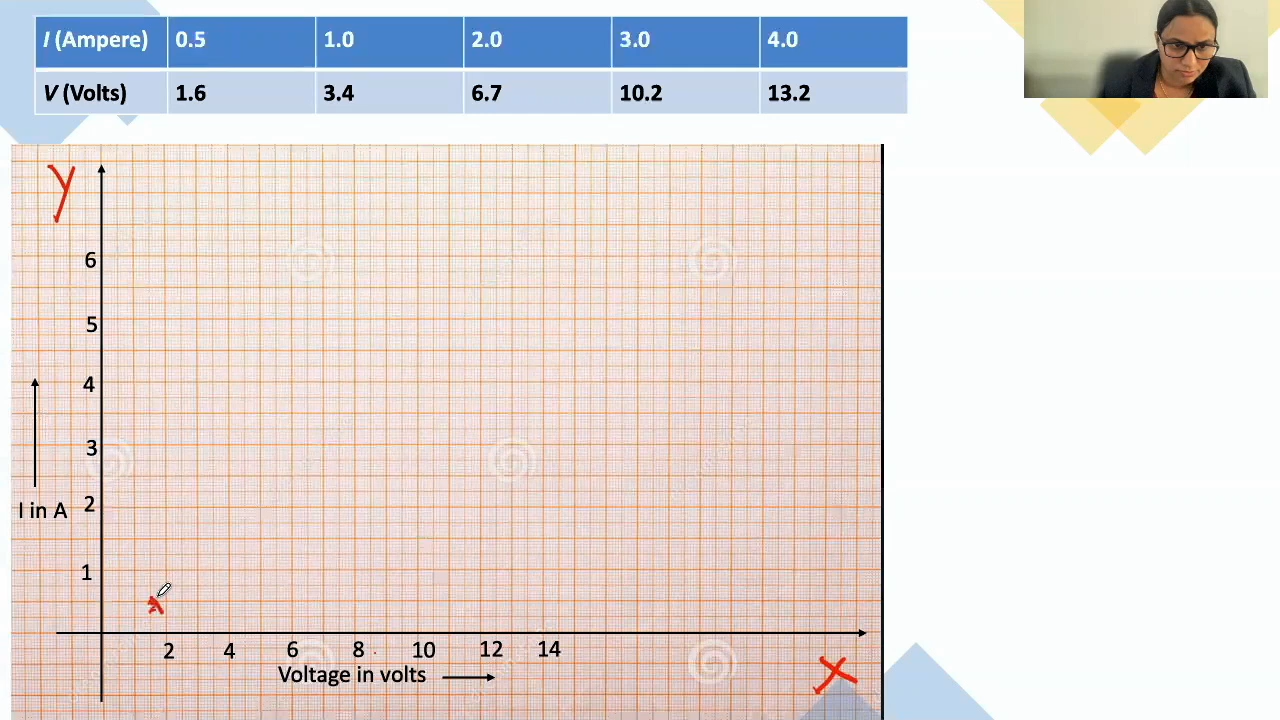 I (Ampere) 0.5 1.0 2.0 3.0 4.0
V (Volts) 1.6 3.4 6.7 10.2 13.2
y
6
5
4
3
I in A 2
1
2 4 6 8 10 12 14
Voltage in volts
x